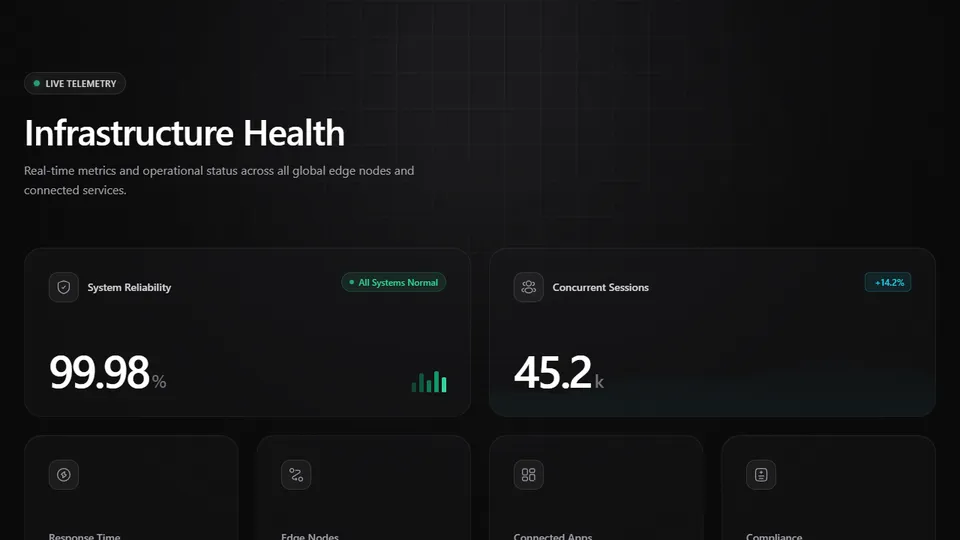 LIVE TELEMETRY
Infrastructure Health
Real-time metrics and operational status across all global edge nodes and
connected services.
System Reliability
All Systems Normal
99.98%
Concurrent Sessions
+14.2%
45.2k
Response Time
Edge Nodes
Connected Apps
Compliance